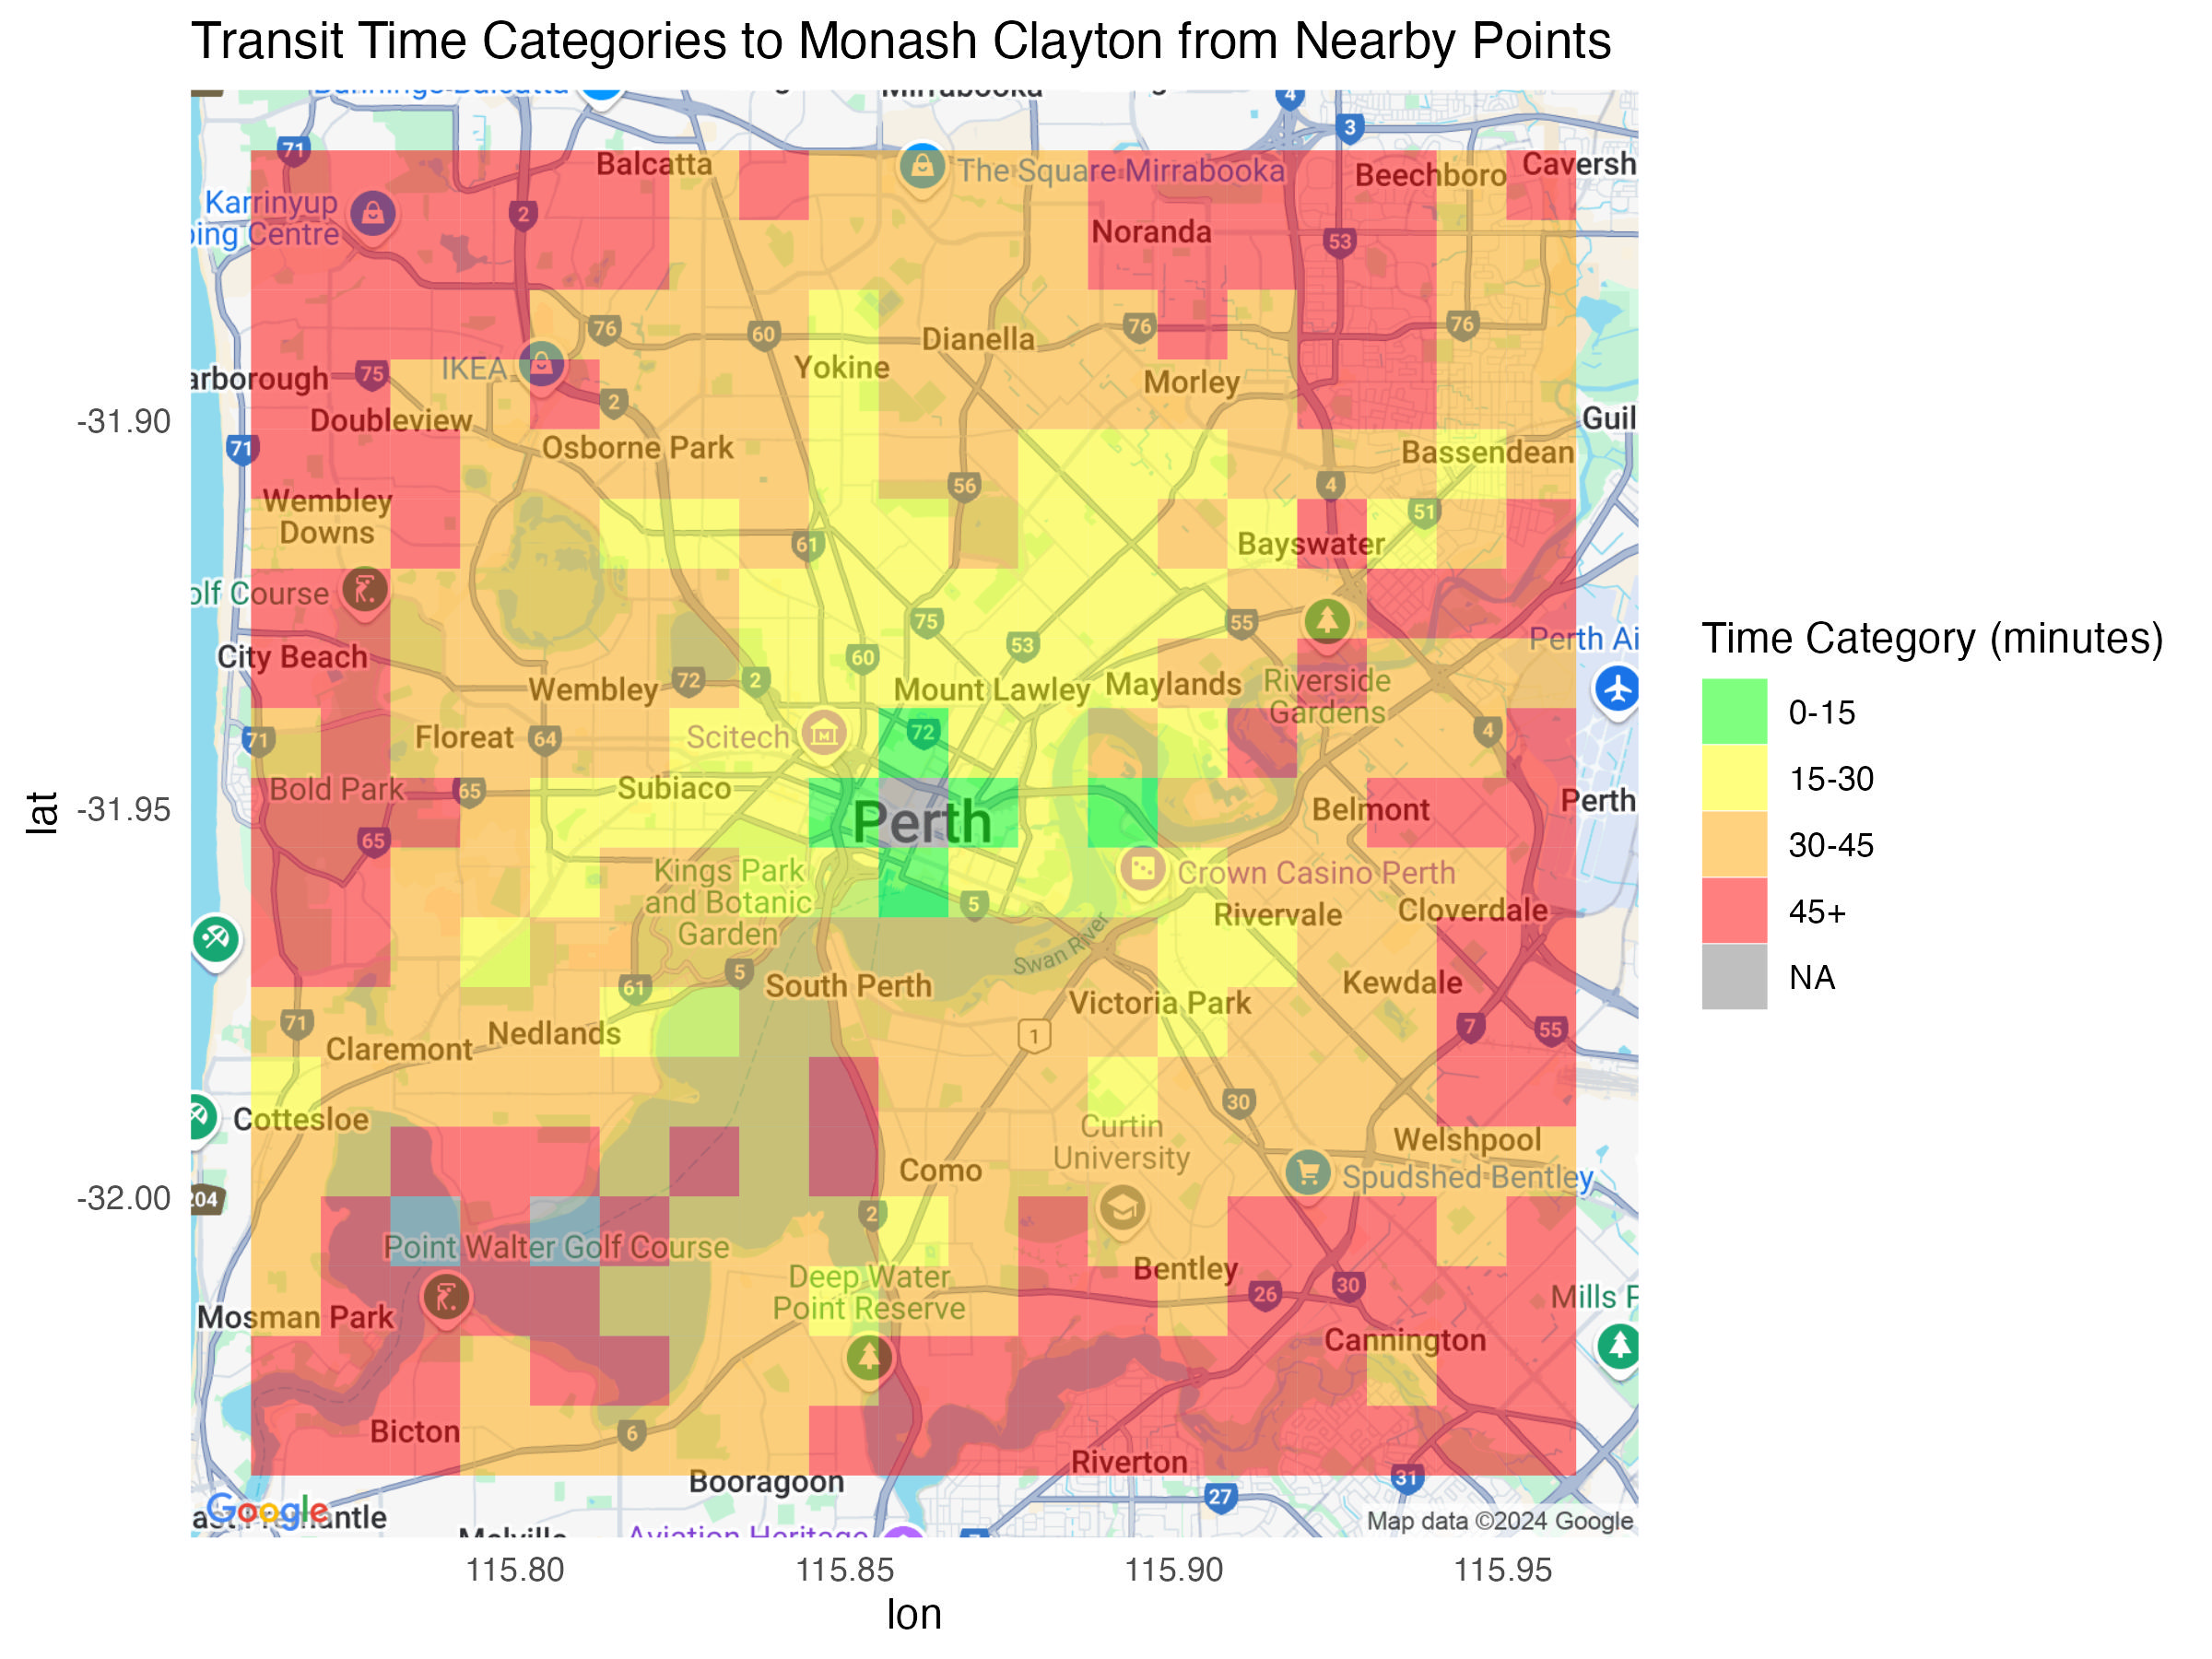 Transit Time Categories to Monash Clayton from Nearby Points
Mirrabooka
4
3
71
Balcatta
The Square Mirrabooka
Beechboro
Caversh
Karrinyup
ping Centre
2
Noranda
53
76
60
Dianella
76
76
IKEA
Yokine
arborough
75
Morley
2
Doubleview
Guil
-31.90
71
Osborne Park
Bassendean
Wembley
Downs
56
4
51
61
Bayswater
olf Course
75
55
53
Perth Ai
City Beach
60
Wembley
72
2
Mount Lawley
Maylands
Riverside
Gardens
71
Floreat
64
Scitech
72
4
Bold Park
65
Subiaco
Perth
Belmont
Perth
-31.95
65
Kings Park
and Botanic
Garden
Crown Casino Perth
5
Rivervale
Cloverdale
Swan River
5
61
South Perth
Kewdale
Victoria Park
71
Claremont
Nedlands
1
7
55
Cottesloe
30
Curtin
University
Welshpool
Como
Spudshed Bentley
-32.00
204
2
Point Walter Golf Course
Deep Water
Point Reserve
Bentley
26
30
Mills P
Mosman Park
Cannington
Bicton
6
Riverton
Booragoon
31
27
Google
ast Fremantle
Melville
Aviation Heritage
Map data ©2024 Google
115.80
115.85
115.90
115.95
lon
lat
Time Category (minutes)
0-15
15-30
30-45
45+
NA